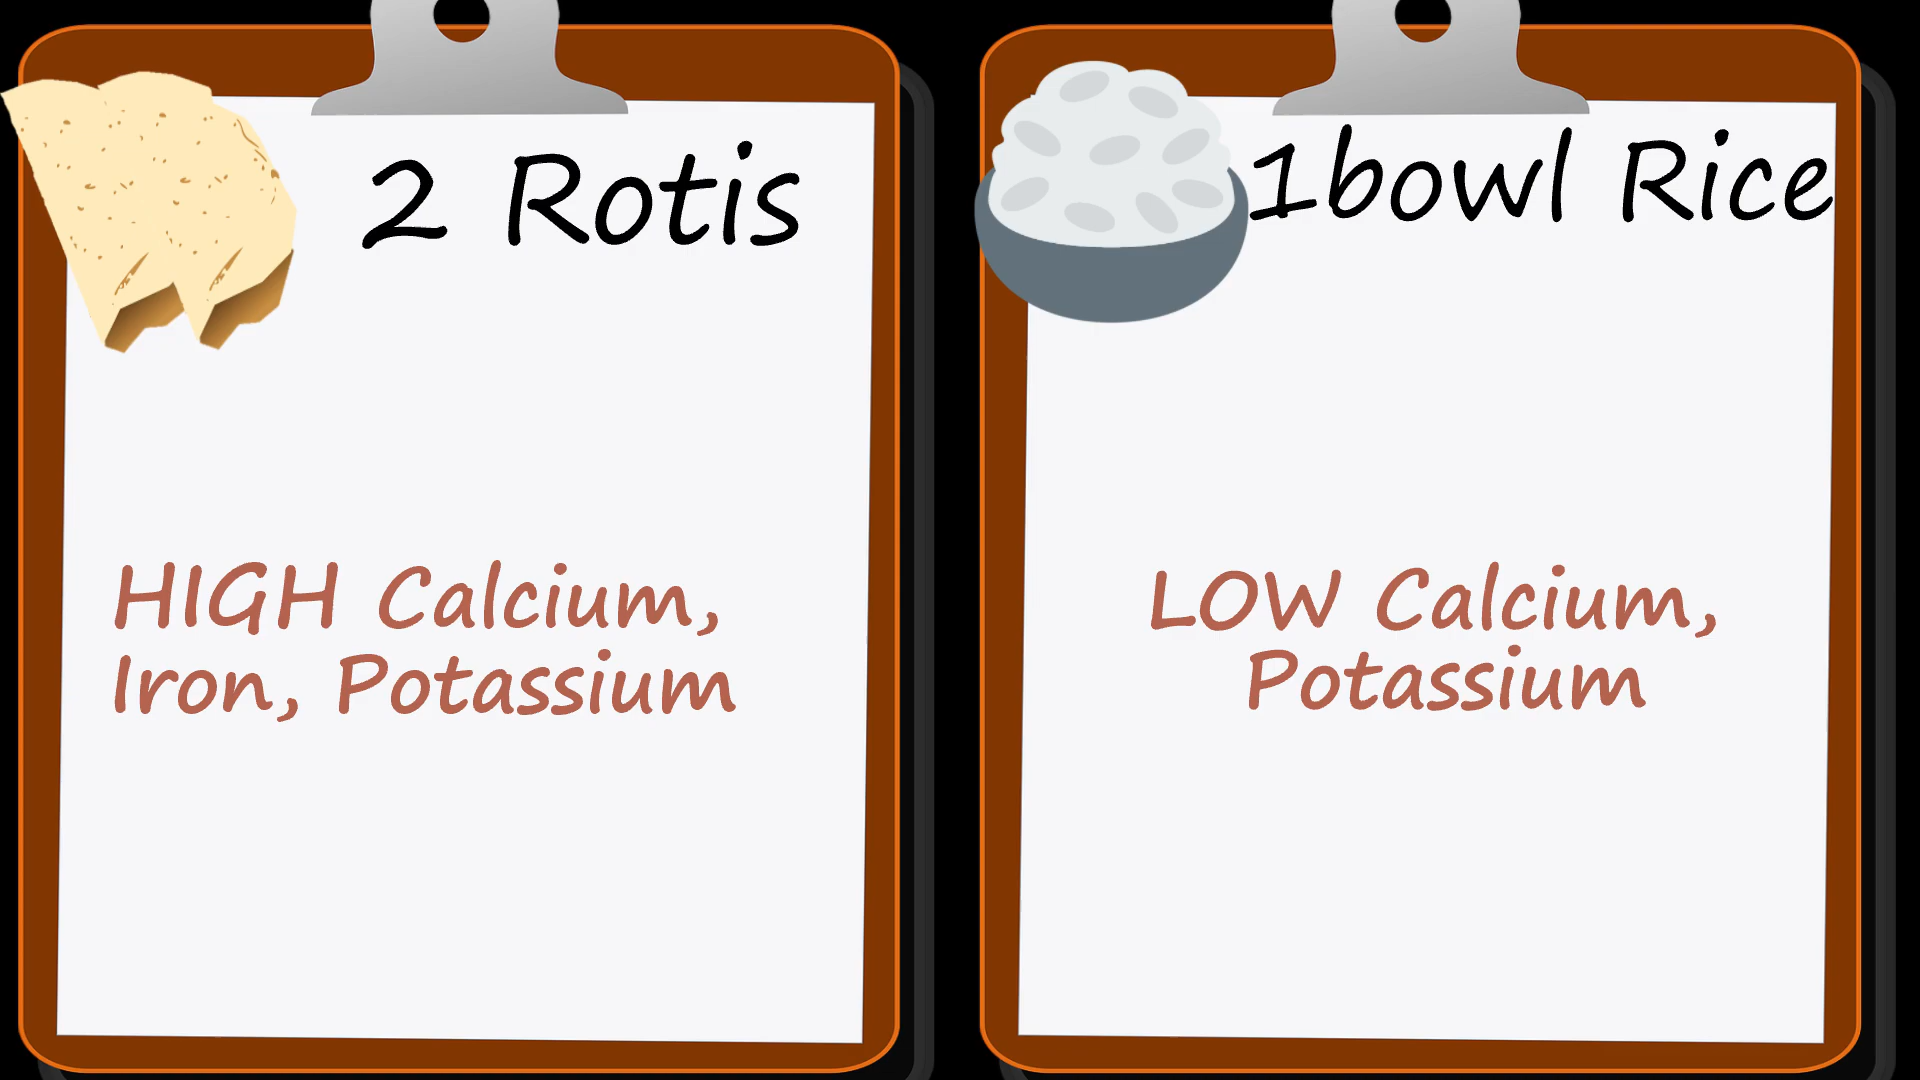 2 Rotis
HIGH Calcium,
Iron, Potassium
1bowl Rice
LOW Calcium,
Potassium